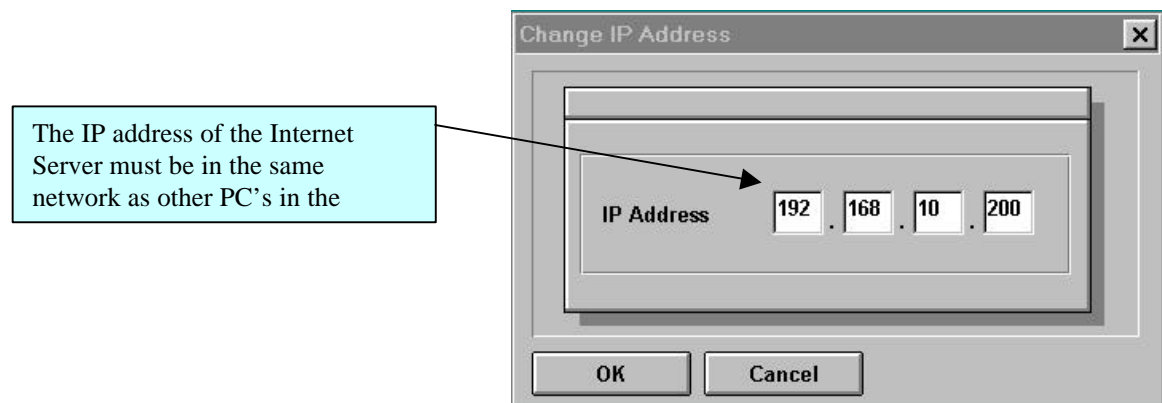 Change IP Address
The IP address of the Internet
Server must be in the same
network as other PC's in the
IP Address 192 . 168 . 10 . 200
OK Cancel